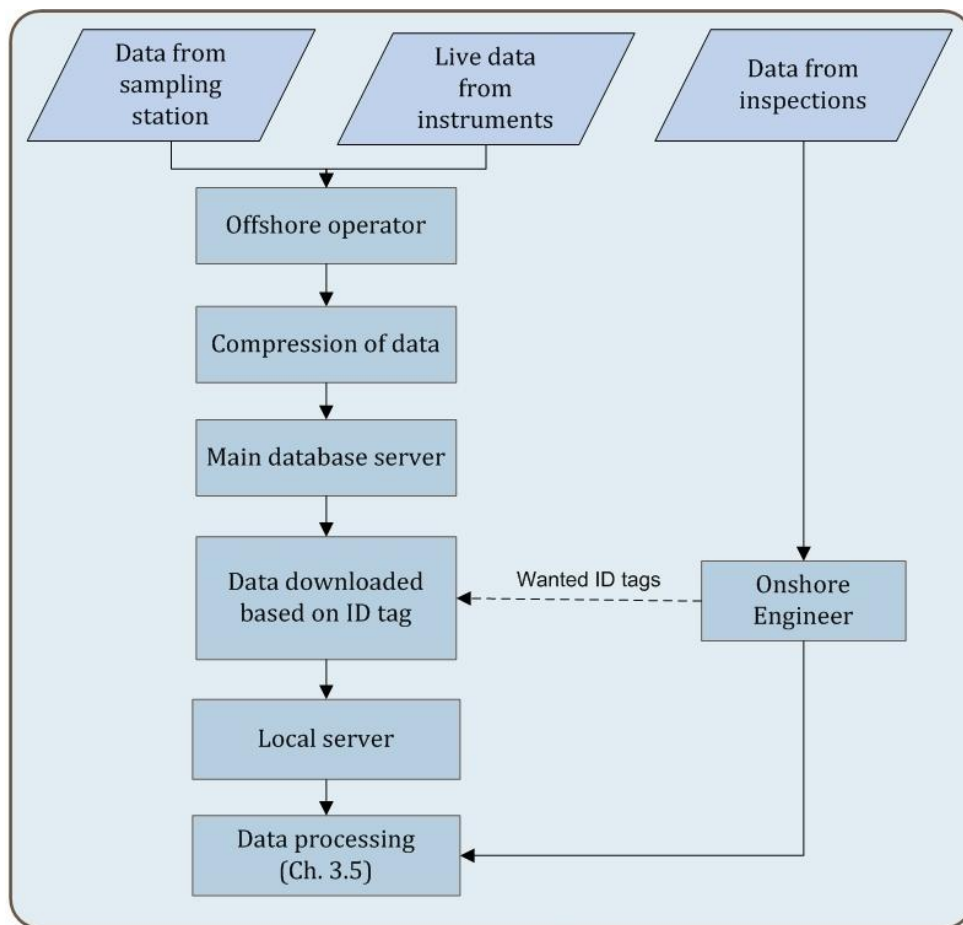 Data from
sampling
station
Live data
from
instruments
Data from
inspections
Offshore operator
Compression of data
Main database server
Data downloaded
based on ID tag
Wanted ID tags
Onshore
Engineer
Local server
Data processing
(Ch. 3.5)